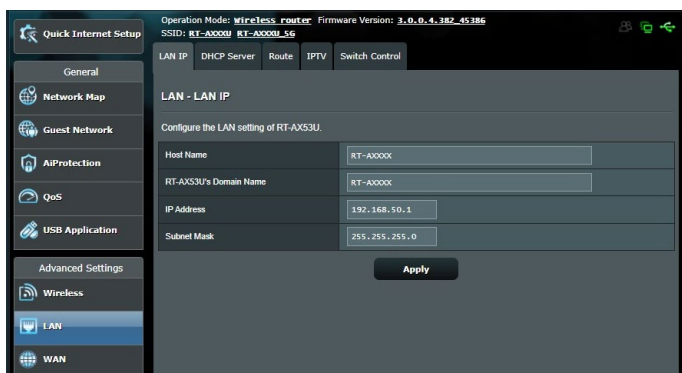 Quick Internet Setup
General
Network Map
Guest Network
AiProtection
QoS
USB Application
Advanced Settings
Wireless
LAN
WAN
Operation Mode: Wireless router Firmware Version: 3.0.0.4.382_45386
SSID: RT-AXXXU RT-AXXXU_5G
LAN IP DHCP Server Route IPTV Switch Control
LAN - LAN IP
Configure the LAN setting of RT-AX53U.
Host Name RT-AXXXX
RT-AX53U's Domain Name RT-AXXXX
IP Address 192.168.50.1
Subnet Mask 255.255.255.0
Apply